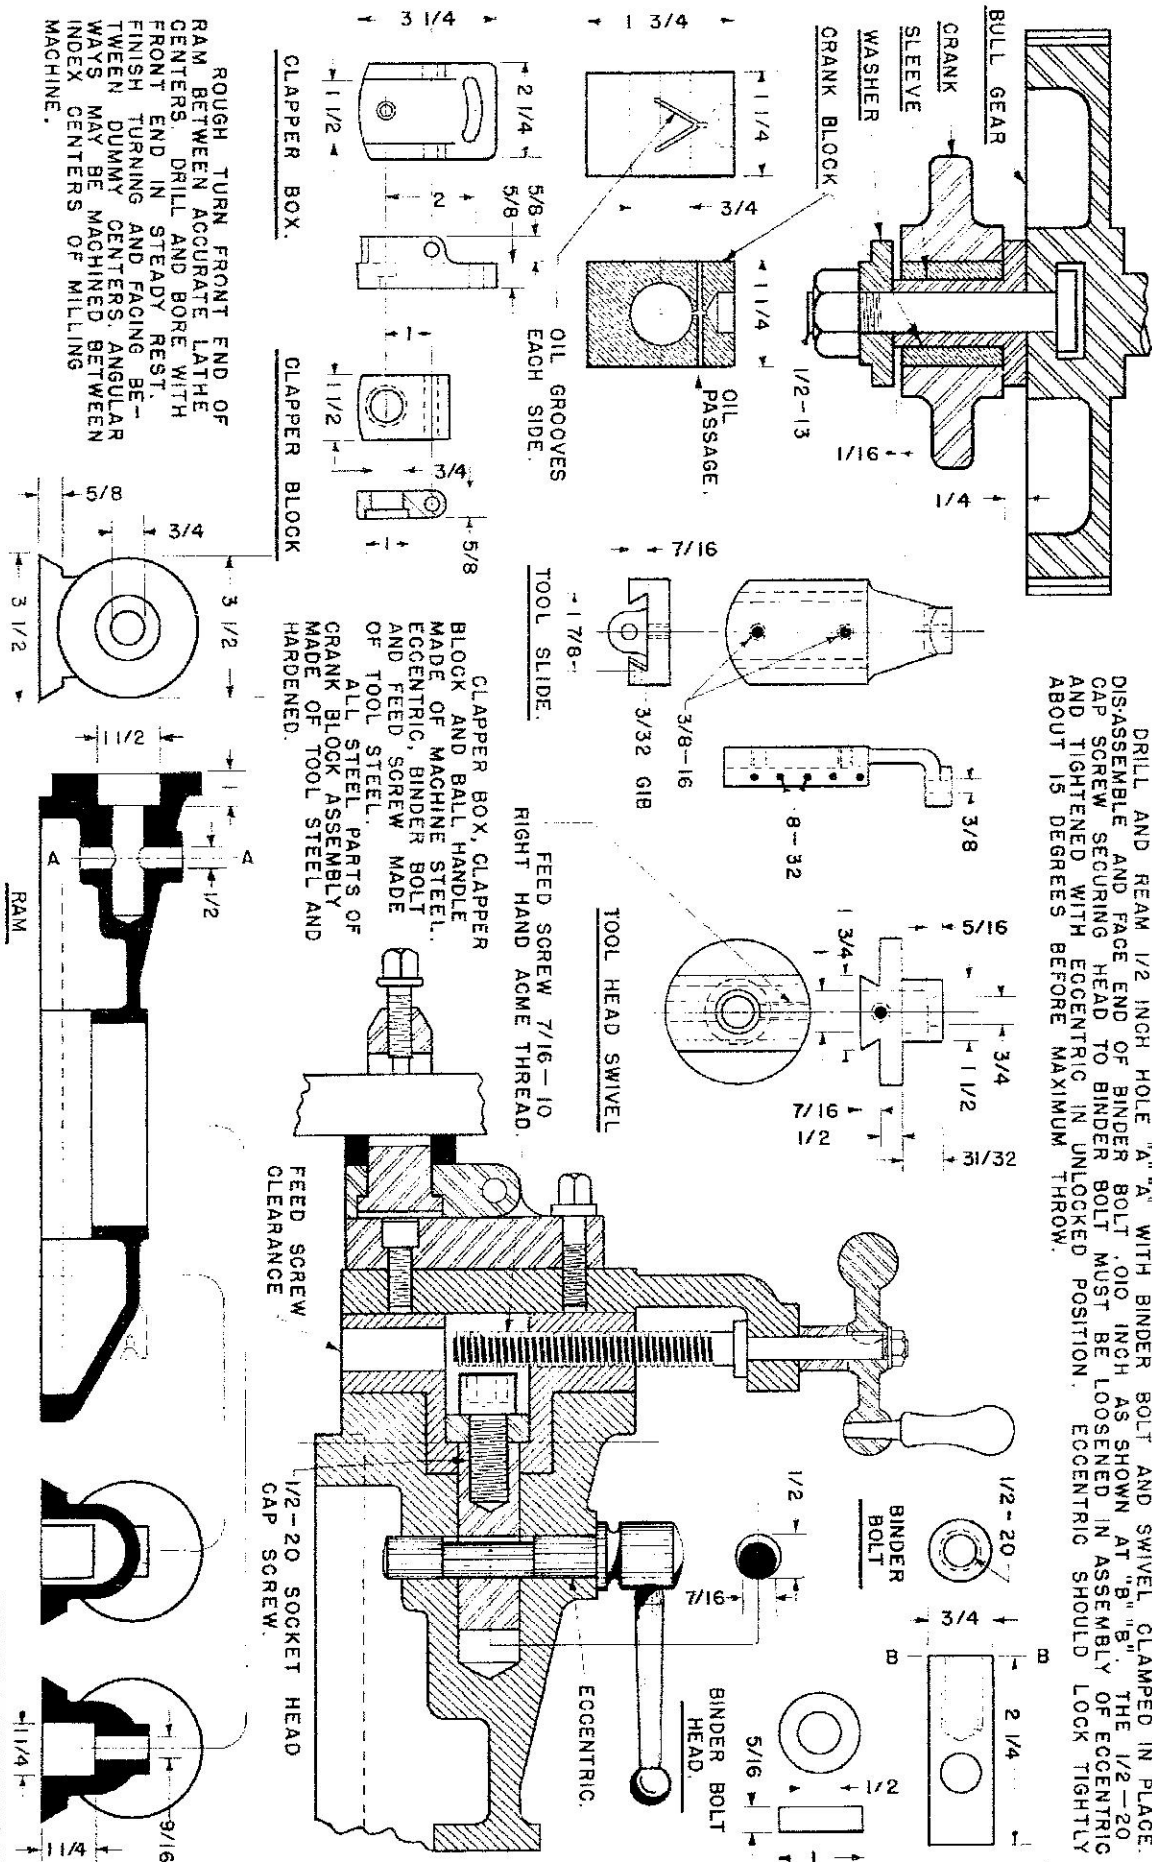 DRILL AND REAM 1/2 INCH HOLE "A" "A" WITH BINDER BOLT AND SWIVEL CLAMPED IN PLACE.
DISASSEMBLE AND FACE END OF BINDER BOLT .010 INCH AS SHOWN AT "B" "B". THE 1/2—20
CAP SCREW SECURING HEAD TO BINDER BOLT MUST BE LOOSENED IN ASSEMBLY OF ECCENTRIC
AND TIGHTENED WITH ECCENTRIC IN UNLOCKED POSITION. ECCENTRIC SHOULD LOCK TIGHTLY
ABOUT 15 DEGREES BEFORE MAXIMUM THROW.
BULL GEAR
CRANK
SLEEVE
WASHER
1/4
1/16
1/2-13
CRANK BLOCK
1 1/4
1 3/4
3/4
1 1/4
OIL
PASSAGE.
OIL GROOVES
EACH SIDE.
3/8
8-32
3/8-16
7/16
3/32 GIB
1 7/8
TOOL SLIDE.
5/16
3/4
1 1/2
7/16
1/2
31/32
1 3/4
1
TOOL HEAD SWIVEL
1/2-20
BINDER
BOLT
3/4
B
B
2 1/4
1/2
7/16
BINDER BOLT
HEAD.
1/2
5/16
1
ECCENTRIC.
3 1/4
2 1/4
1 1/2
CLAPPER BOX.
2
5/8
5/8
1
1 1/2
3/4
1
5/8
CLAPPER BLOCK
FEED SCREW 7/16—10
RIGHT HAND ACME THREAD.
CLAPPER BOX, CLAPPER
BLOCK AND BALL HANDLE
MADE OF MACHINE STEEL.
ECCENTRIC, BINDER BOLT
AND FEED SCREW MADE
OF TOOL STEEL.
ALL STEEL PARTS OF
CRANK BLOCK ASSEMBLY
MADE OF TOOL STEEL AND
HARDENED.
FEED SCREW
CLEARANCE
1/2-20 SOCKET HEAD
CAP SCREW.
ROUGH TURN FRONT END OF
RAM BETWEEN ACCURATE LATHE
CENTERS. DRILL AND BORE WITH
FRONT END IN STEADY REST.
FINISH TURNING AND FACING BE-
TWEEN DUMMY CENTERS. ANGULAR
WAYS MAY BE MACHINED BETWEEN
INDEX CENTERS OF MILLING
MACHINE.
5/8
3/4
3 1/2
3 1/2
1 1/2
1
A
A
1/2
RAM
1 1/4
9/16
1 1/4